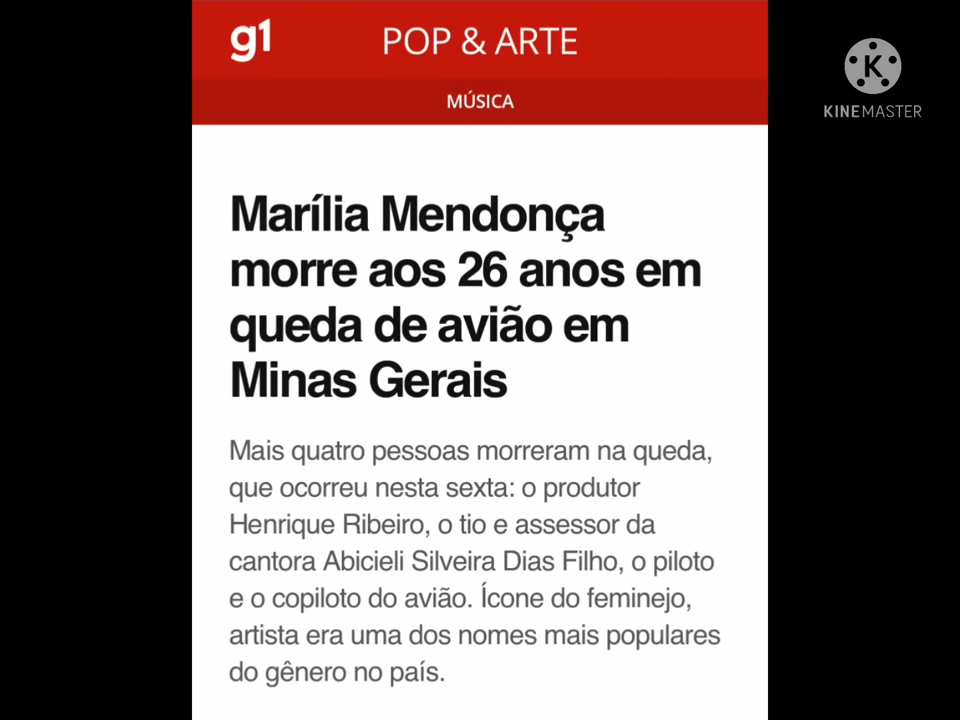 g1
POP & ARTE
K
KINEMASTER
MÚSICA
Marília Mendonça
morre aos 26 anos em
queda de avião em
Minas Gerais
Mais quatro pessoas morreram na queda,
que ocorreu nesta sexta: o produtor
Henrique Ribeiro, o tio e assessor da
cantora Abicieli Silveira Dias Filho, o piloto
e o copiloto do avião. Ícone do feminejo,
artista era uma dos nomes mais populares
do gênero no país.